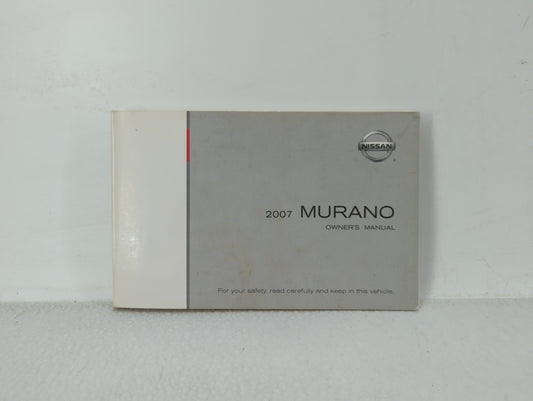 NISSAN
2007 MURANO
OWNER'S MANUAL
For your safety, read carefully and keep in this vehicle.